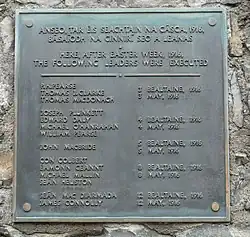 ANSEO TAR ÉIS SEACHTAIN NA CÁSCA, 1916,
BÁSAÍODH NA CINNIRÍ SEO A LEANAS
HERE AFTER EASTER WEEK, 1916,
THE FOLLOWING LEADERS WERE EXECUTED
P.H. PEARSE 3 BEALTAINE, 1916
THOMAS J. CLARKE 3 MAY, 1916
THOMAS MACDONAGH
JOSEPH PLUNKETT
EDWARD DALY 4 BEALTAINE, 1916
MICHAEL O'HANRAHAN 4 MAY, 1916
WILLIAM PEARSE
JOHN MACBRIDE 5 BEALTAINE, 1916
5 MAY, 1916
CON COLBERT
EAMONN CEANNT 8 BEALTAINE, 1916
MICHAEL MALLIN 8 MAY, 1916
SEAN HEUSTON
SEAN MAC DIARMADA 12 BEALTAINE, 1916
JAMES CONNOLLY 12 MAY, 1916